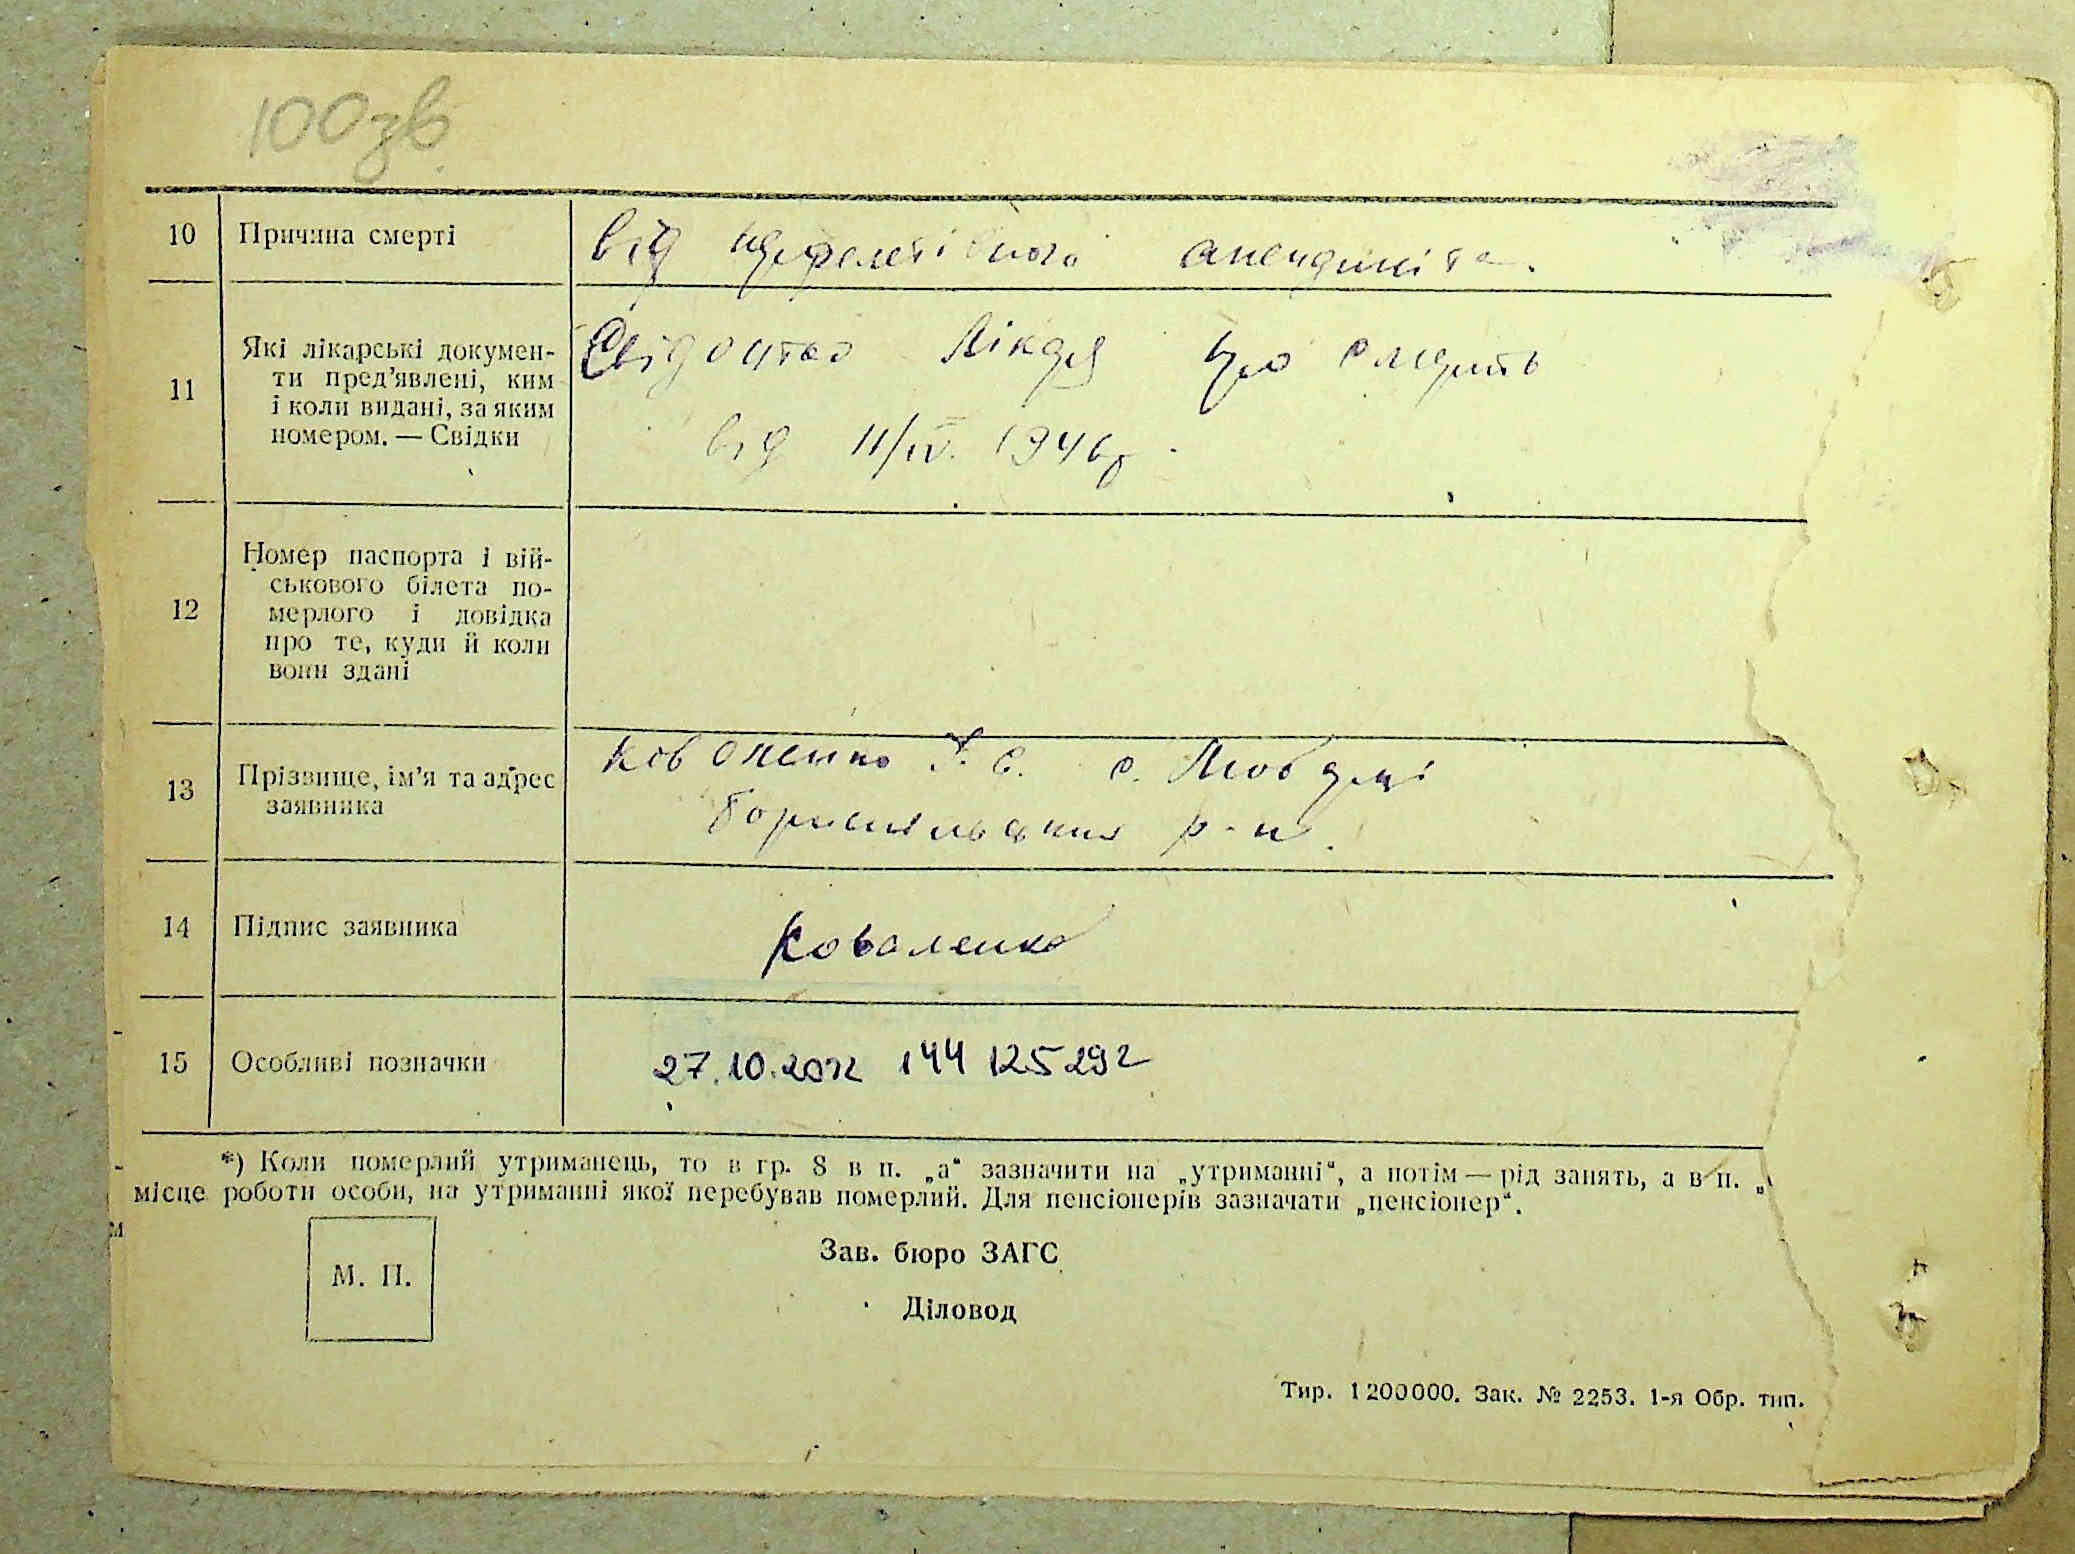 100зв
10 Причина смерті від перфоративного апендициту.
11 Які лікарські документи пред'явлені, ким і коли видані, за яким номером. — Свідки
Свідоцтво Лікаря про смерть
від 11/IV. 1946р.
12 Номер паспорта і військового білета померлого і довідка про те, куди й коли вони здані
13 Прізвище, ім'я та адрес заявника
с. Любарці
Бориспільський р-н.
14 Підпис заявника Коваленко
15 Особливі позначки 27.10.2012 144 125292
*) Коли померлий утриманець, то в гр. 8 в п. „а“ зазначити на „утриманні“, а потім — рід занять, а в п. „
місце роботи особи, на утриманні якої перебував померлий. Для пенсіонерів зазначати „пенсіонер“.
М. П.
Зав. бюро ЗАГС
Діловод
Тир. 1200000. Зак. № 2253. 1-я Обр. тип.